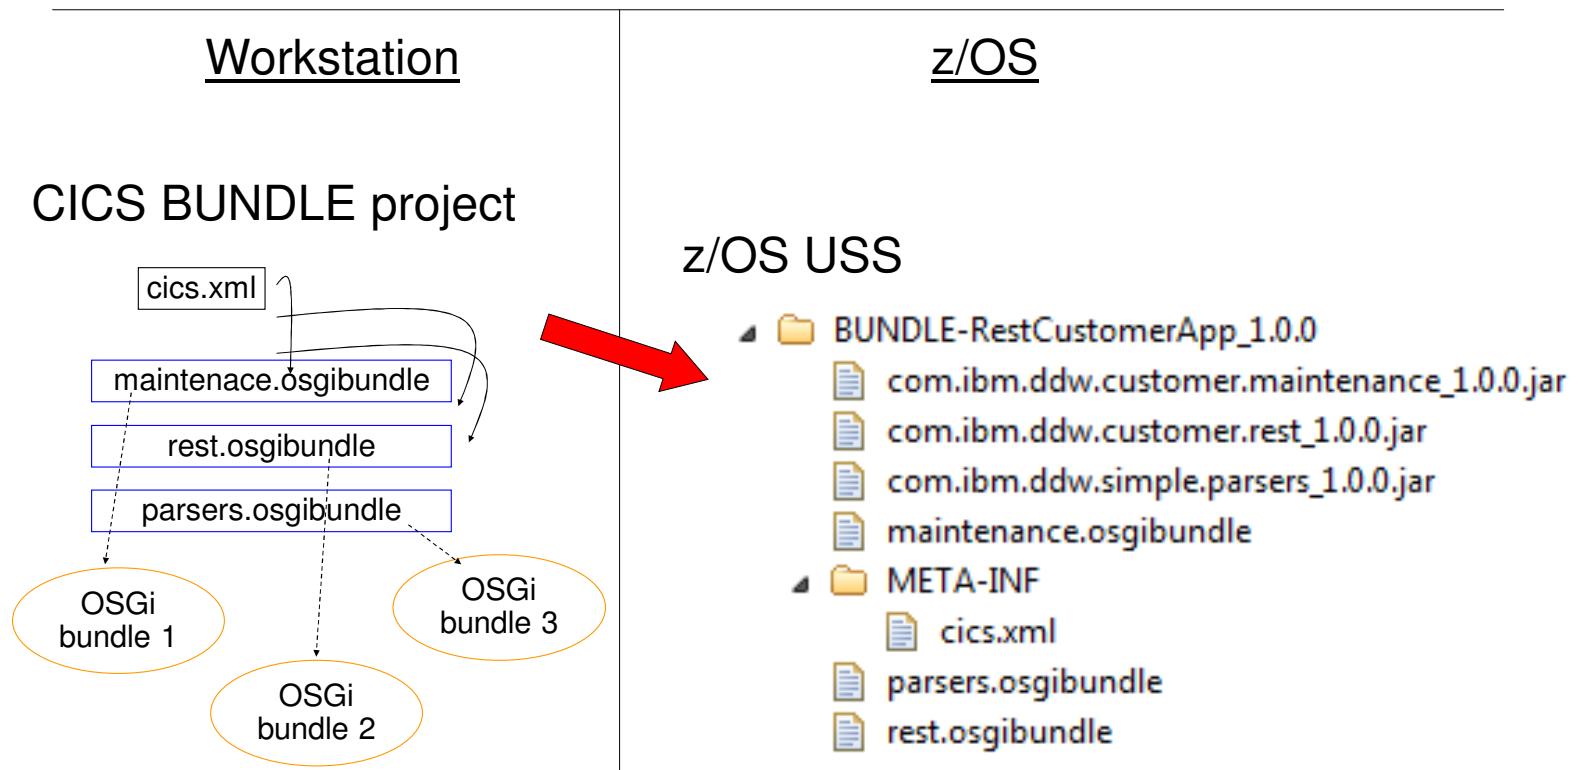 Workstation
CICS BUNDLE project
cics.xml
maintenace.osgibundle
rest.osgibundle
parsers.osgibundle
OSGi
bundle 1
OSGi
bundle 2
OSGi
bundle 3
z/OS
z/OS USS
BUNDLE-RestCustomerApp_1.0.0
com.ibm.ddw.customer.maintenance_1.0.0.jar
com.ibm.ddw.customer.rest_1.0.0.jar
com.ibm.ddw.simple.parsers_1.0.0.jar
maintenance.osgibundle
META-INF
cics.xml
parsers.osgibundle
rest.osgibundle